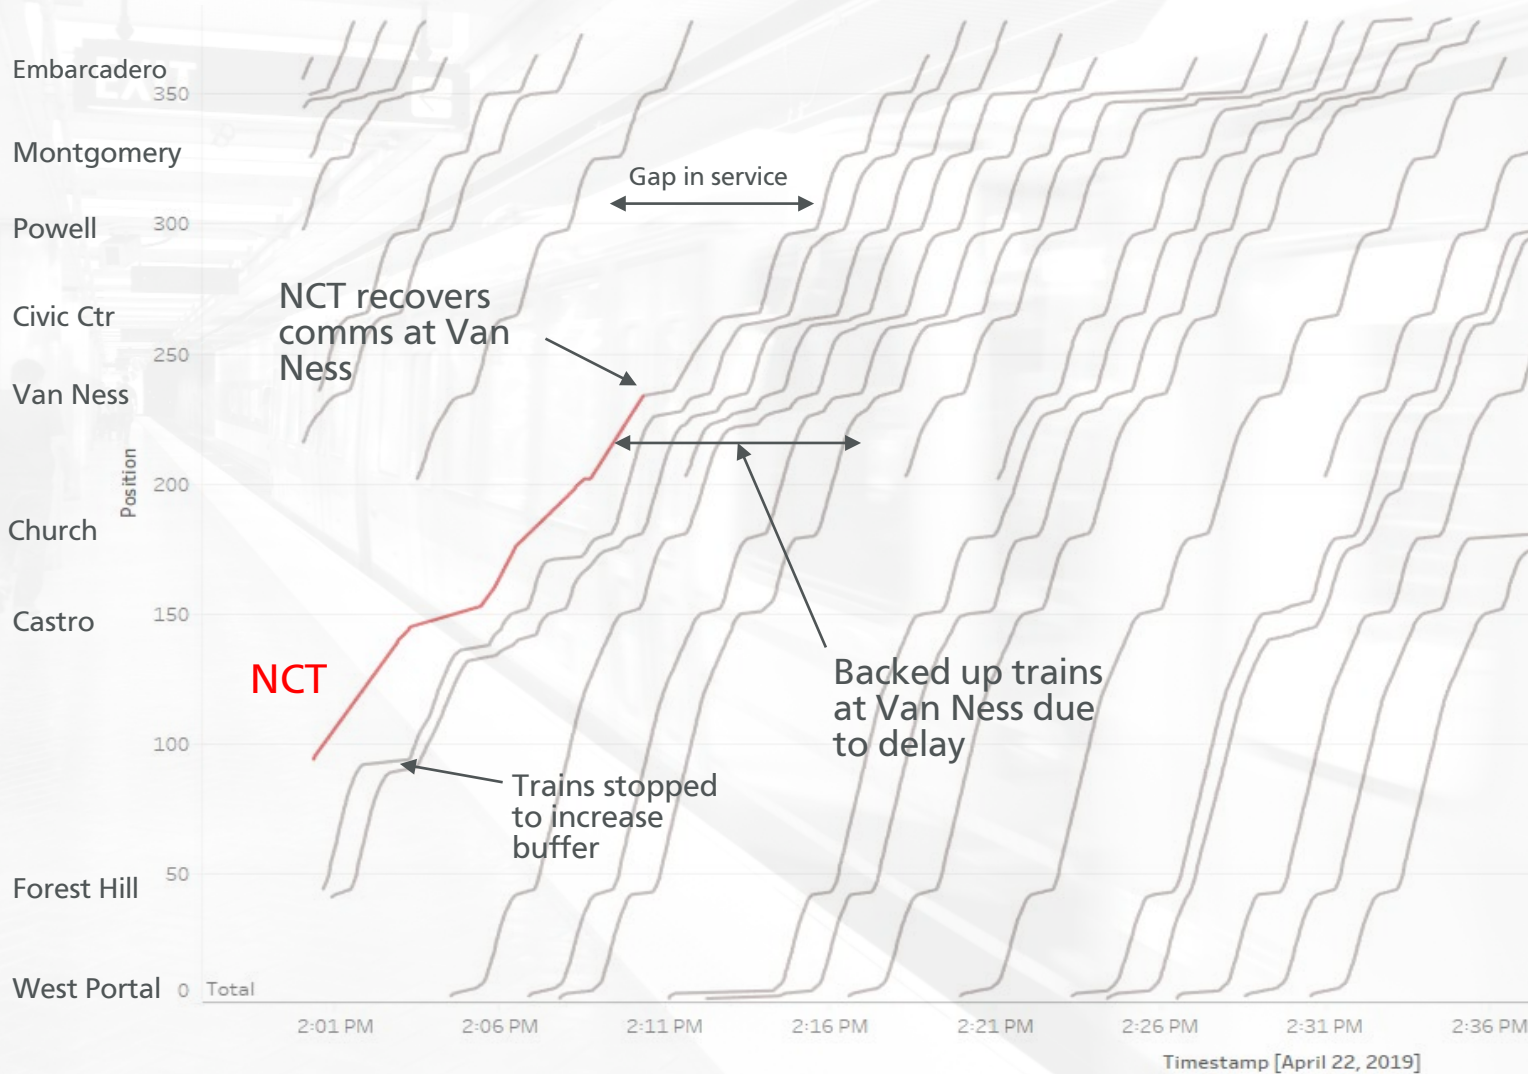 Embarcadero
350
Montgomery
Gap in service
Powell
300
NCT recovers
comms at Van
Ness
Civic Ctr
250
Van Ness
Position
200
Church
150
Castro
NCT
Backed up trains
at Van Ness due
to delay
100
Trains stopped
to increase
buffer
50
Forest Hill
West Portal
0
Total
2:01 PM
2:06 PM
2:11 PM
2:16 PM
2:21 PM
2:26 PM
2:31 PM
2:36 PM
Timestamp [April 22, 2019]
EXIT